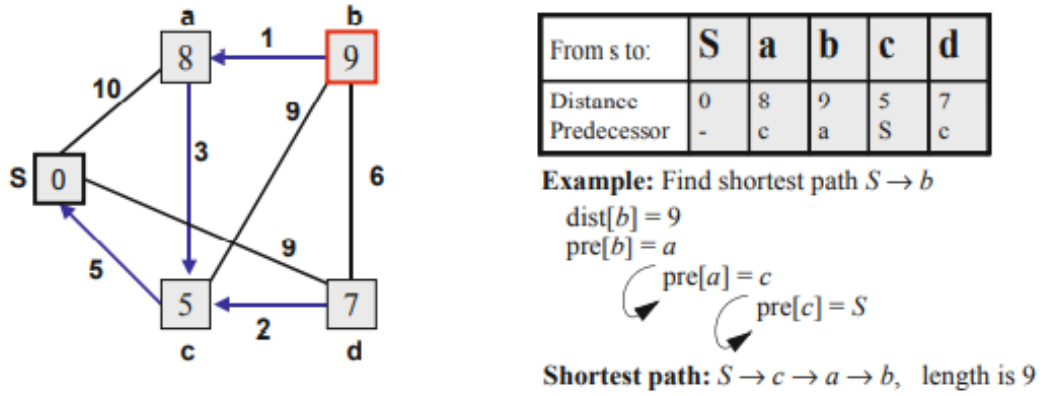 a
b
1
8
9
10
9
3
6
S
0
9
5
5
7
2
c
d
From s to: S a b c d
Distance 0 8 9 5 7
Predecessor - c a S c
Example: Find shortest path S → b
dist[b] = 9
pre[b] = a
pre[a] = c
pre[c] = S
Shortest path: S → c → a → b, length is 9